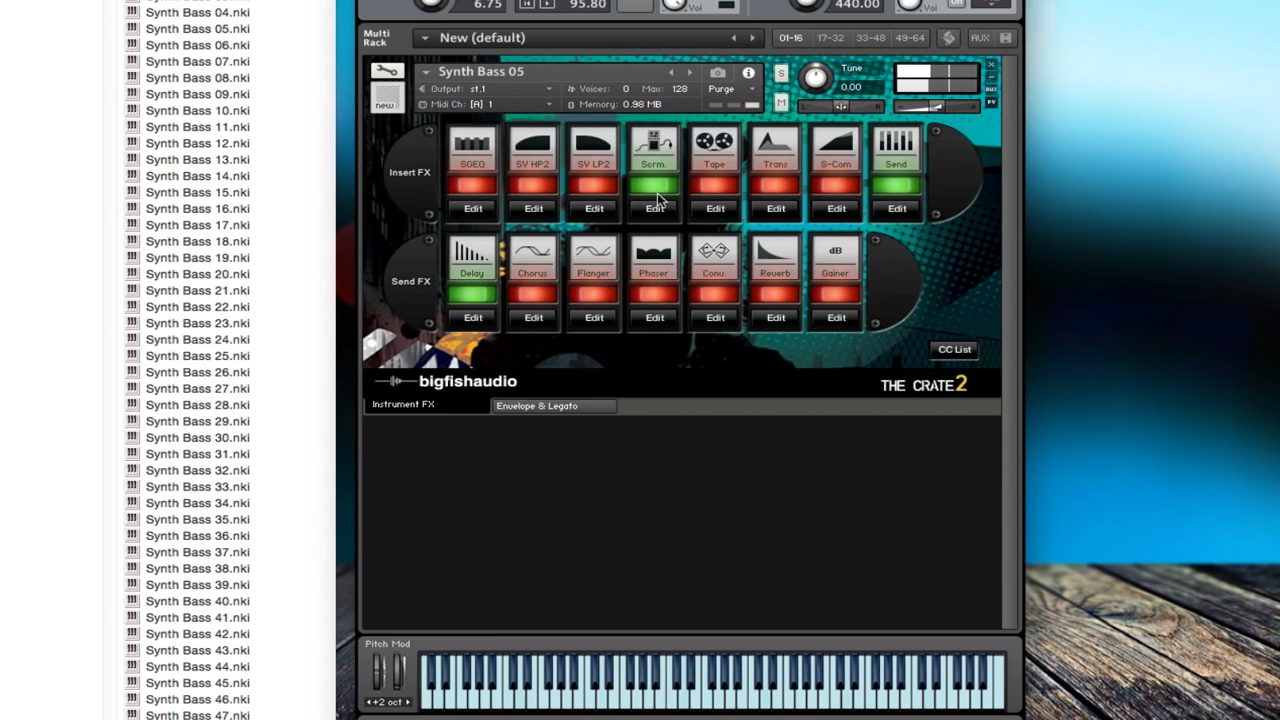 Synth Bass 04.nki
Synth Bass 05.nki
Synth Bass 06.nki
Synth Bass 07.nki
Synth Bass 08.nki
Synth Bass 09.nki
Synth Bass 10.nki
Synth Bass 11.nki
Synth Bass 12.nki
Synth Bass 13.nki
Synth Bass 14.nki
Synth Bass 15.nki
Synth Bass 16.nki
Synth Bass 17.nki
Synth Bass 18.nki
Synth Bass 19.nki
Synth Bass 20.nki
Synth Bass 21.nki
Synth Bass 22.nki
Synth Bass 23.nki
Synth Bass 24.nki
Synth Bass 25.nki
Synth Bass 26.nki
Synth Bass 27.nki
Synth Bass 28.nki
Synth Bass 29.nki
Synth Bass 30.nki
Synth Bass 31.nki
Synth Bass 32.nki
Synth Bass 33.nki
Synth Bass 34.nki
Synth Bass 35.nki
Synth Bass 36.nki
Synth Bass 37.nki
Synth Bass 38.nki
Synth Bass 39.nki
Synth Bass 40.nki
Synth Bass 41.nki
Synth Bass 42.nki
Synth Bass 43.nki
Synth Bass 44.nki
Synth Bass 45.nki
Synth Bass 46.nki
Synth Bass 47.nki
6.75 95.80 Vol 440.00 Vol On
Multi Rack New (default) 01-16 17-32 33-48 49-64 AUX
Synth Bass 05 S Tune
new Output: st.1 Voices: 0 Max: 128 Purge 0.00 AUX
Midi Ch: [A] 1 Memory: 0.98 MB M L R PV
SGEQ SV HP2 SV LP2 Tape Trans S-Com Send
Insert FX
Edit Edit Edit Edit Edit Edit Edit Edit
Delay Chorus Flanger Phaser dB Reverb Gainer
Send FX
Edit Edit Edit Edit Edit Edit Edit
CC List
bigfishaudio THE CRATE 2
Instrument FX Envelope & Legato
Pitch Mod
+2 oct